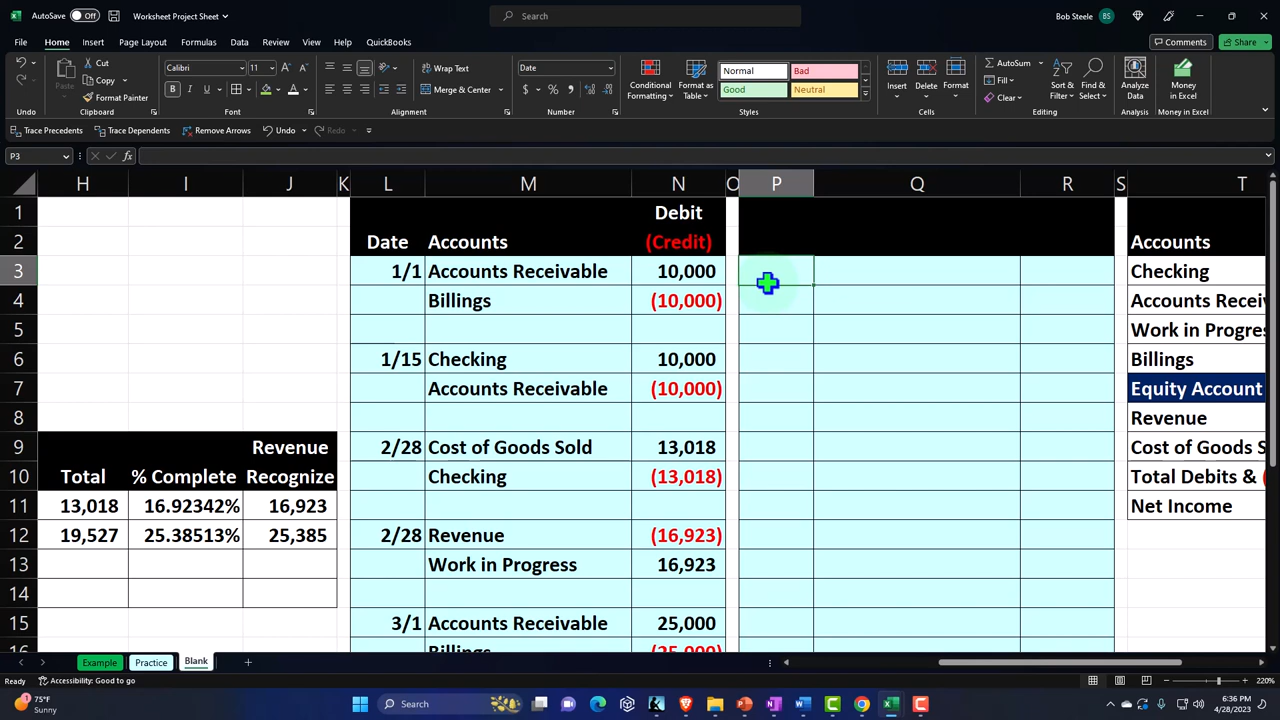 AutoSave Off Worksheet Project Sheet Search Bob Steele BS
File Home Insert Page Layout Formulas Data Review View Help QuickBooks Comments Share
Paste Cut Copy Format Painter Calibri 11 Wrap Text Merge & Center Date Conditional Formatting Format as Table Normal Bad Good Neutral Insert Delete Format AutoSum Fill Clear Sort & Filter Find & Select Analyze Data Money in Excel
Undo Clipboard Font Alignment Number Styles Cells Editing Analysis Money in Excel
Trace Precedents Trace Dependents Remove Arrows Undo Redo
P3 fx
H I J K L M N O P Q R S T
1 Debit
2 Date Accounts (Credit) Accounts
3 1/1 Accounts Receivable 10,000 Checking
4 Billings (10,000) Accounts Recei
5 Work in Progre
6 1/15 Checking 10,000 Billings
7 Accounts Receivable (10,000) Equity Account
8 Revenue
9 Revenue 2/28 Cost of Goods Sold 13,018 Cost of Goods S
10 Total % Complete Recognize Checking (13,018) Total Debits & (
11 13,018 16.92342% 16,923 Net Income
12 19,527 25.38513% 25,385 2/28 Revenue (16,923)
13 Work in Progress 16,923
14
15 3/1 Accounts Receivable 25,000
16 Billings (25,000)
Example Practice Blank
Ready Accessibility: Good to go 220%
75°F Sunny Search 6:36 PM 4/28/2023